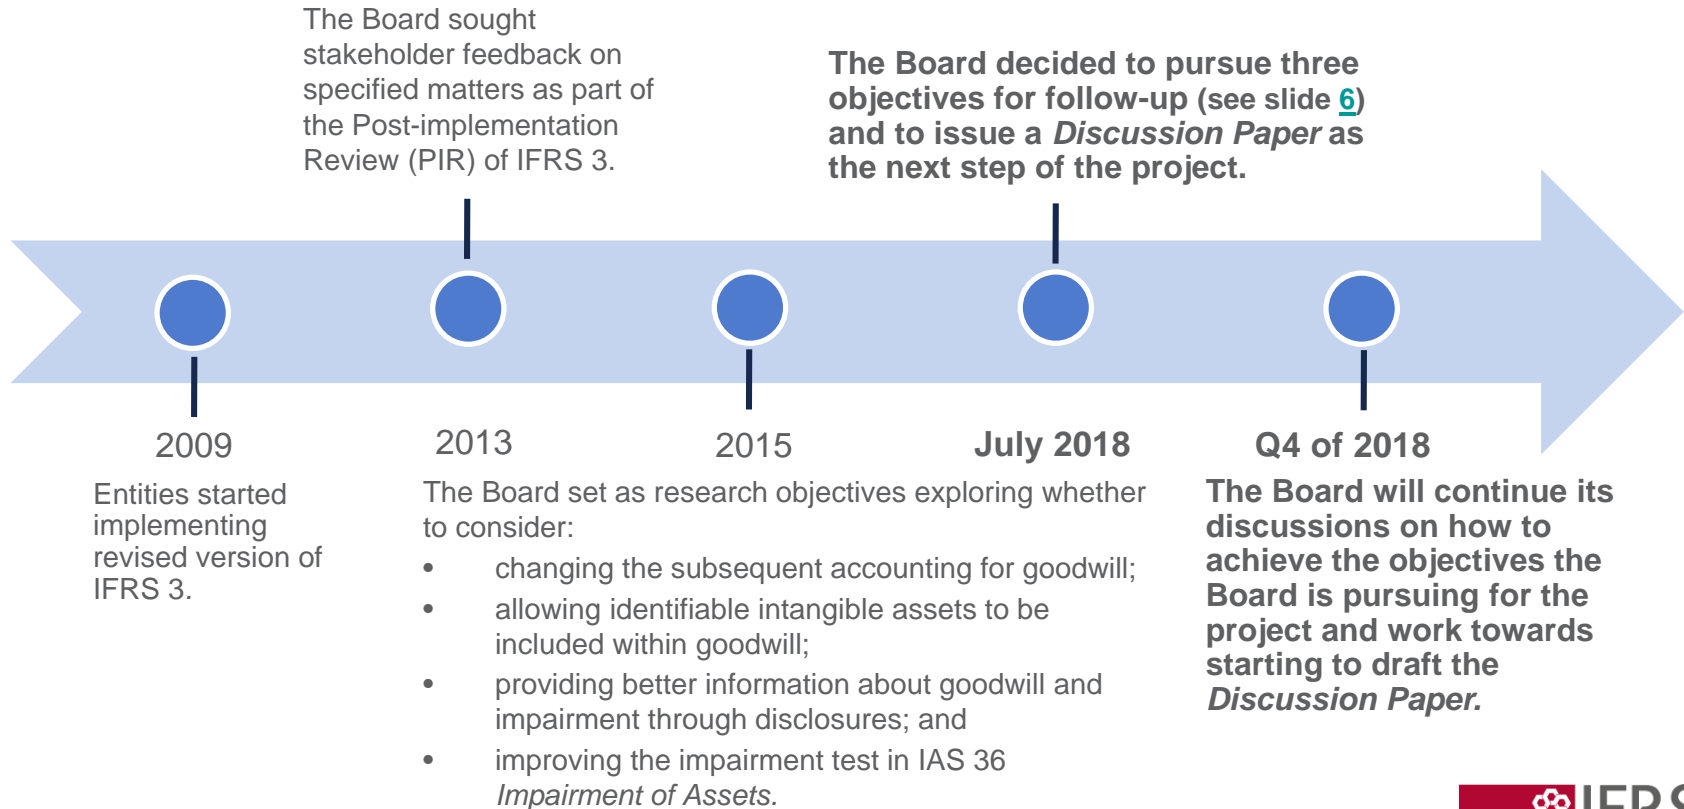 The Board sought
stakeholder feedback on
specified matters as part of
the Post-implementation
Review (PIR) of IFRS 3.
The Board decided to pursue three
objectives for follow-up (see slide 6)
and to issue a Discussion Paper as
the next step of the project.
2009
Entities started
implementing
revised version of
IFRS 3.
2013
2015
The Board set as research objectives exploring whether
to consider:
• changing the subsequent accounting for goodwill;
• allowing identifiable intangible assets to be
included within goodwill;
• providing better information about goodwill and
impairment through disclosures; and
• improving the impairment test in IAS 36
Impairment of Assets.
July 2018
Q4 of 2018
The Board will continue its
discussions on how to
achieve the objectives the
Board is pursuing for the
project and work towards
starting to draft the
Discussion Paper.
IFRS